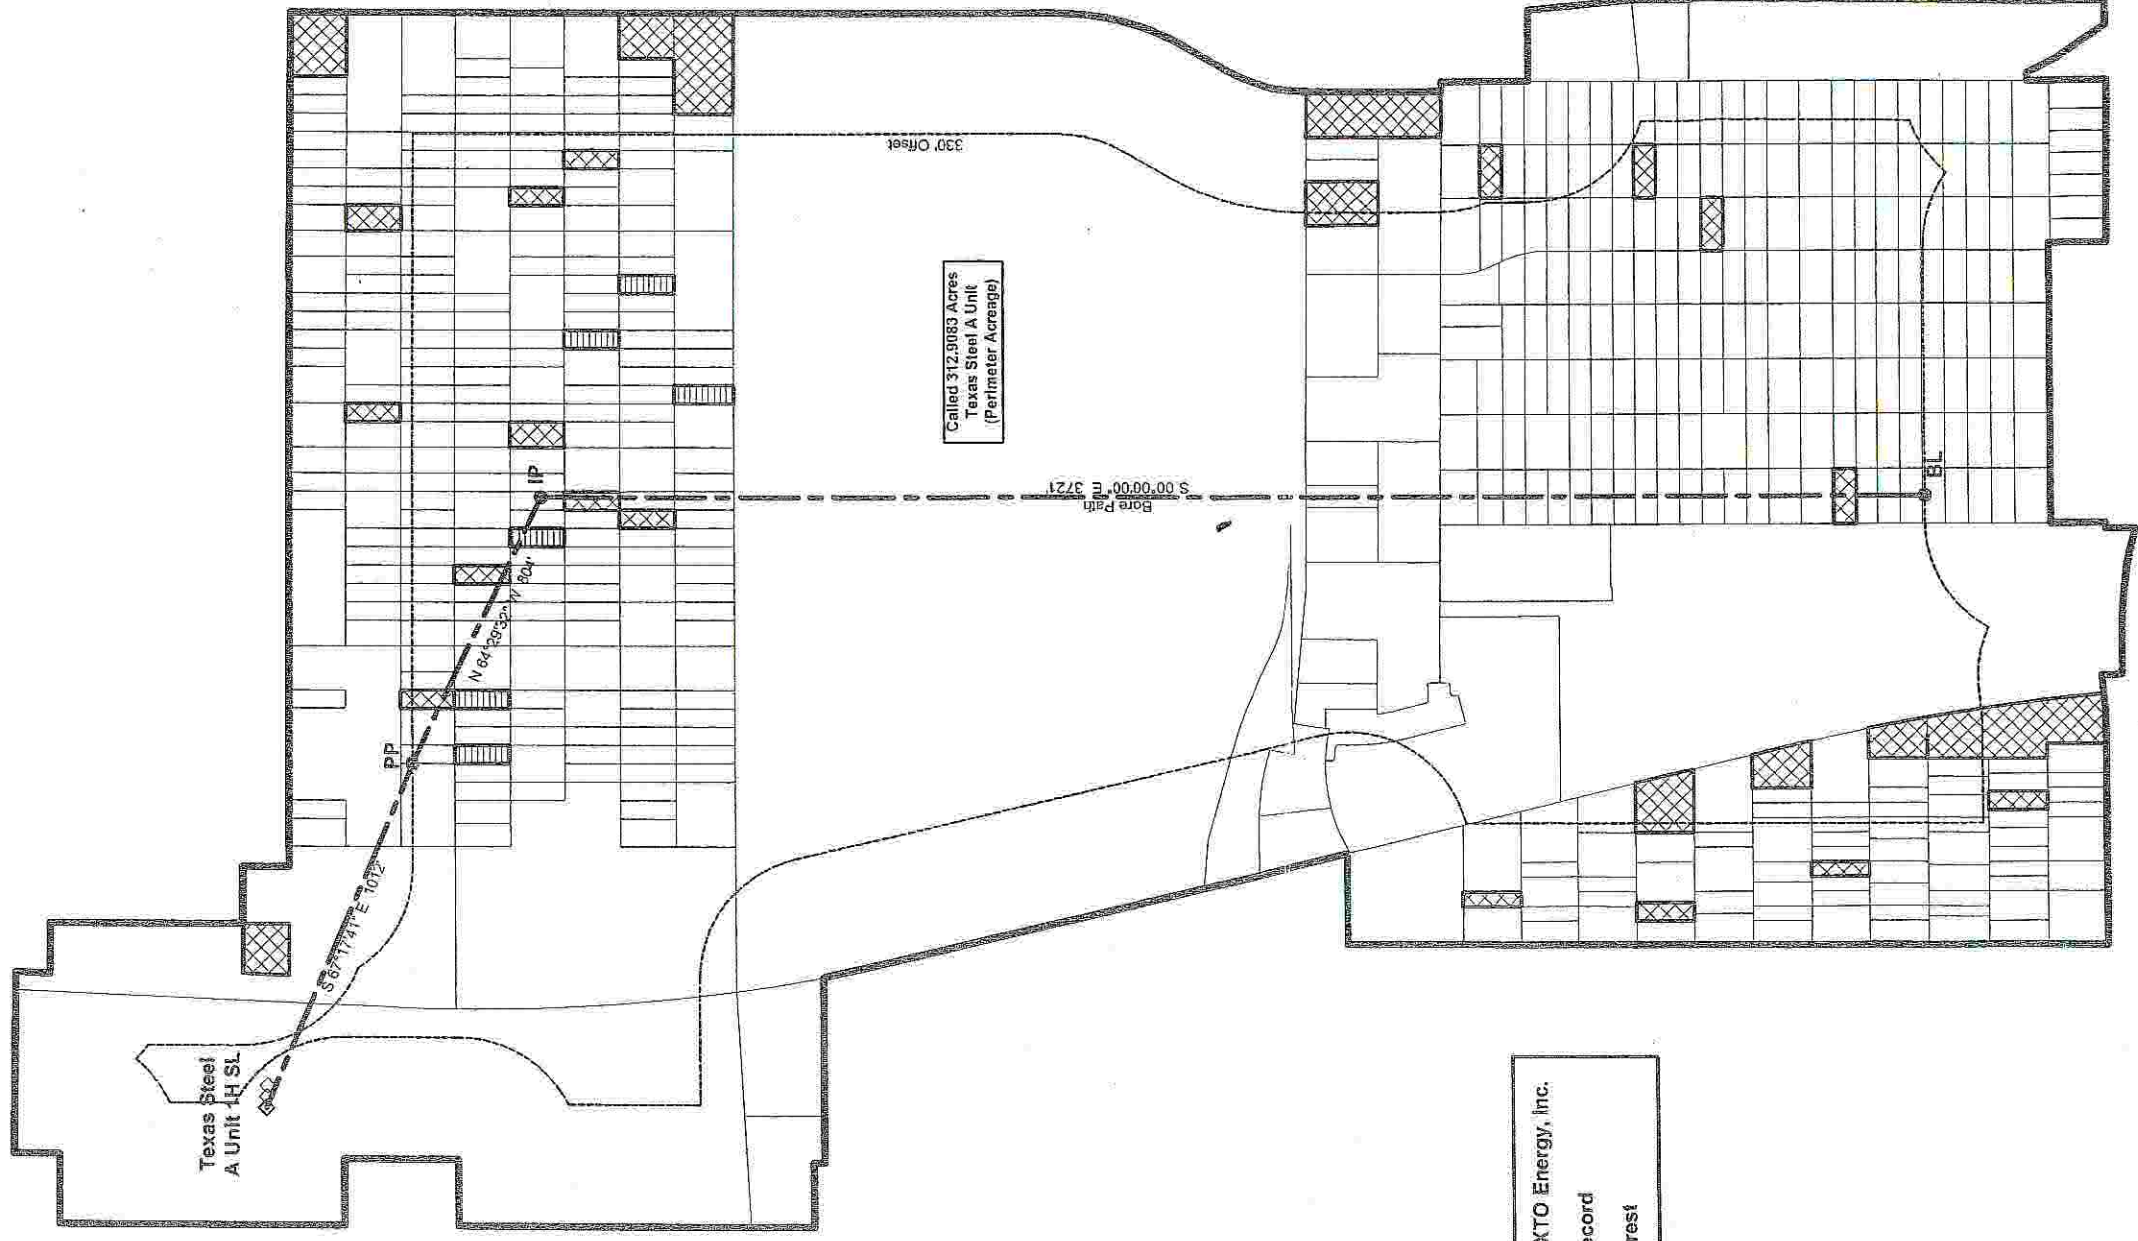 Texas Steel
A Unit 1H SL
S 67°17'41" E 1012'
PP
N 64°29'32" W 804'
IP
330' Offset
Called 312.9083 Acres
Texas Steel A Unit
(Perimeter Acreage)
Bore Path
S 00°00'00" E 3721'
BL
XTO Energy, Inc.
ecord
rest